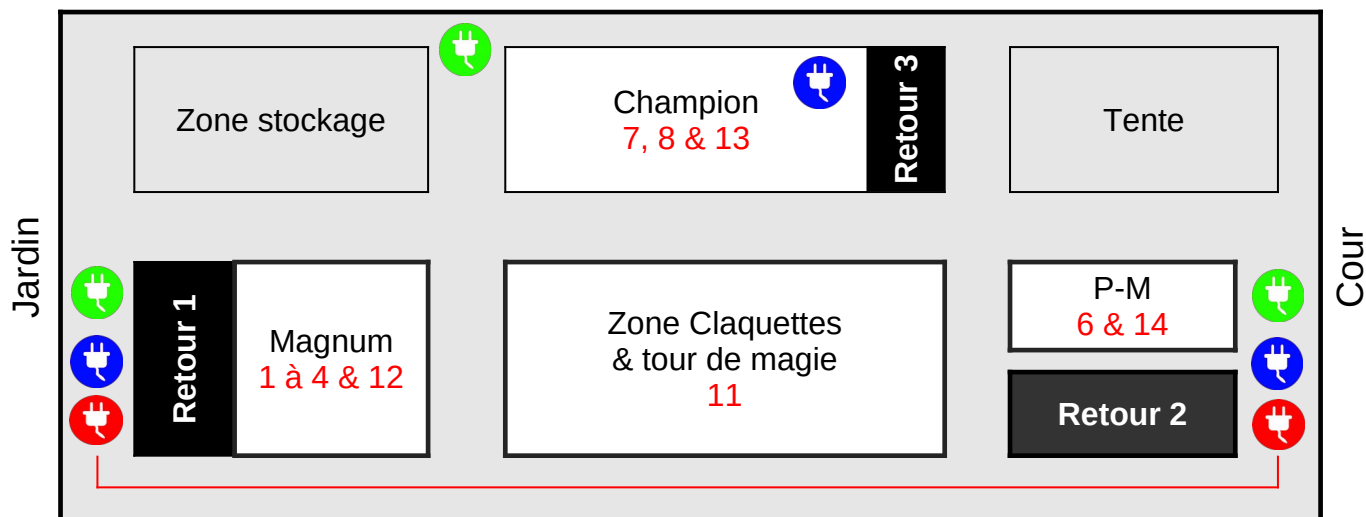 Zone stockage
Champion
7, 8 & 13
Retour 3
Tente
Jardin
Cour
Retour 1
Magnum
1 à 4 & 12
Zone Claquettes
& tour de magie
11
P-M
6 & 14
Retour 2